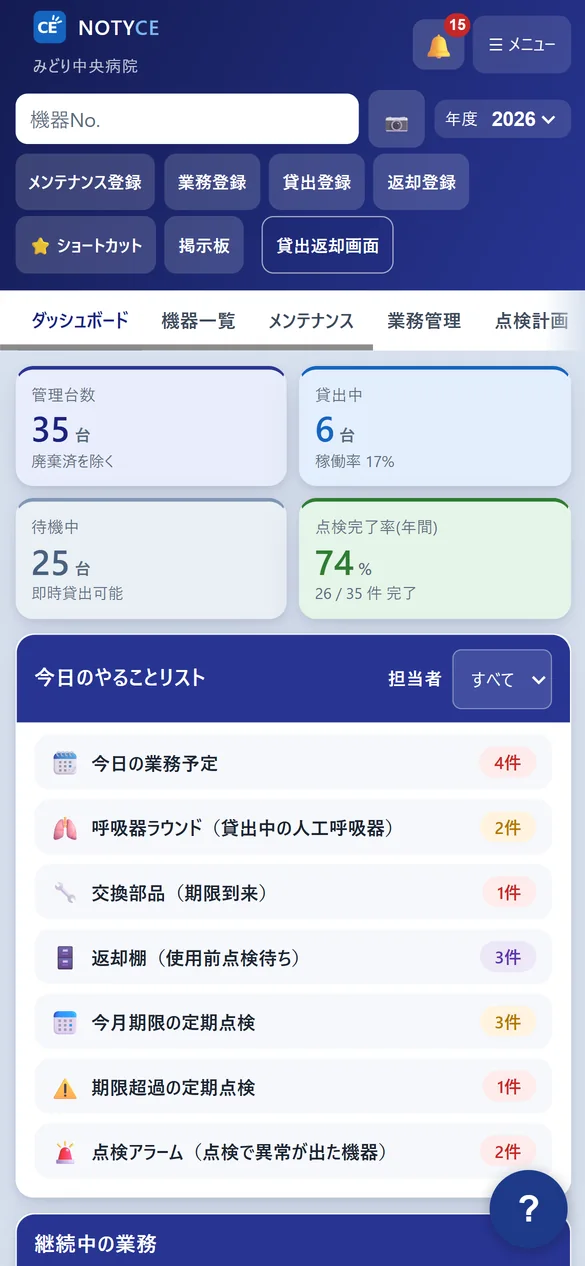 CE NOTYCE
みどり中央病院
15
☰ メニュー
機器No.
年度 2026
メンテナンス登録 業務登録 貸出登録 返却登録
ショートカット 掲示板 貸出返却画面
ダッシュボード 機器一覧 メンテナンス 業務管理 点検計画
管理台数
35 台
廃棄済を除く
貸出中
6 台
稼働率 17%
待機中
25 台
即時貸出可能
点検完了率(年間)
74 %
26 / 35 件 完了
今日のやることリスト 担当者 すべて
今日の業務予定 4件
呼吸器ラウンド（貸出中の人工呼吸器） 2件
交換部品（期限到来） 1件
返却棚（使用前点検待ち） 3件
今月期限の定期点検 3件
期限超過の定期点検 1件
点検アラーム（点検で異常が出た機器） 2件
?
継続中の業務